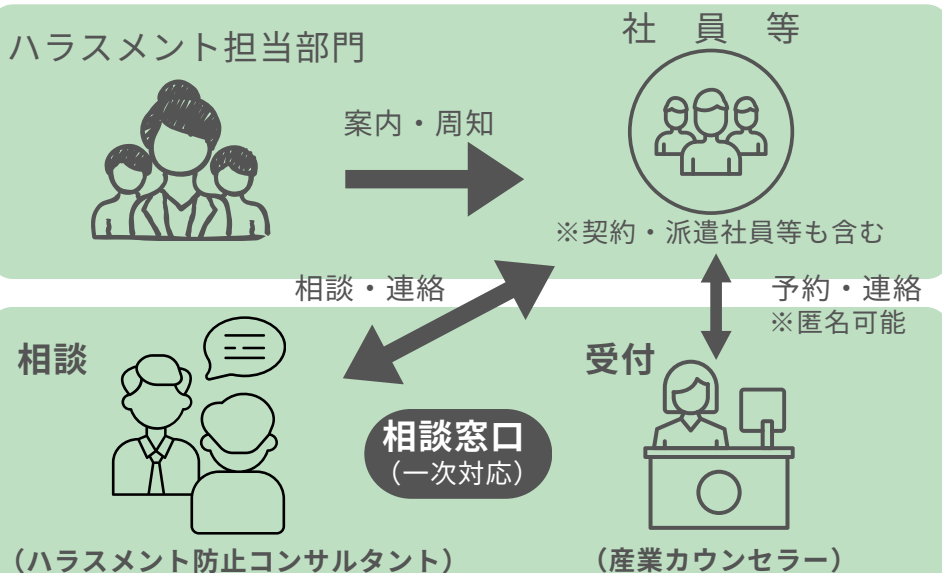 ハラスメント担当部門
社員等
案内・周知
※契約・派遣社員等も含む
相談・連絡
予約・連絡
※匿名可能
相談
受付
相談窓口
（一次対応）
（ハラスメント防止コンサルタント）
（産業カウンセラー）